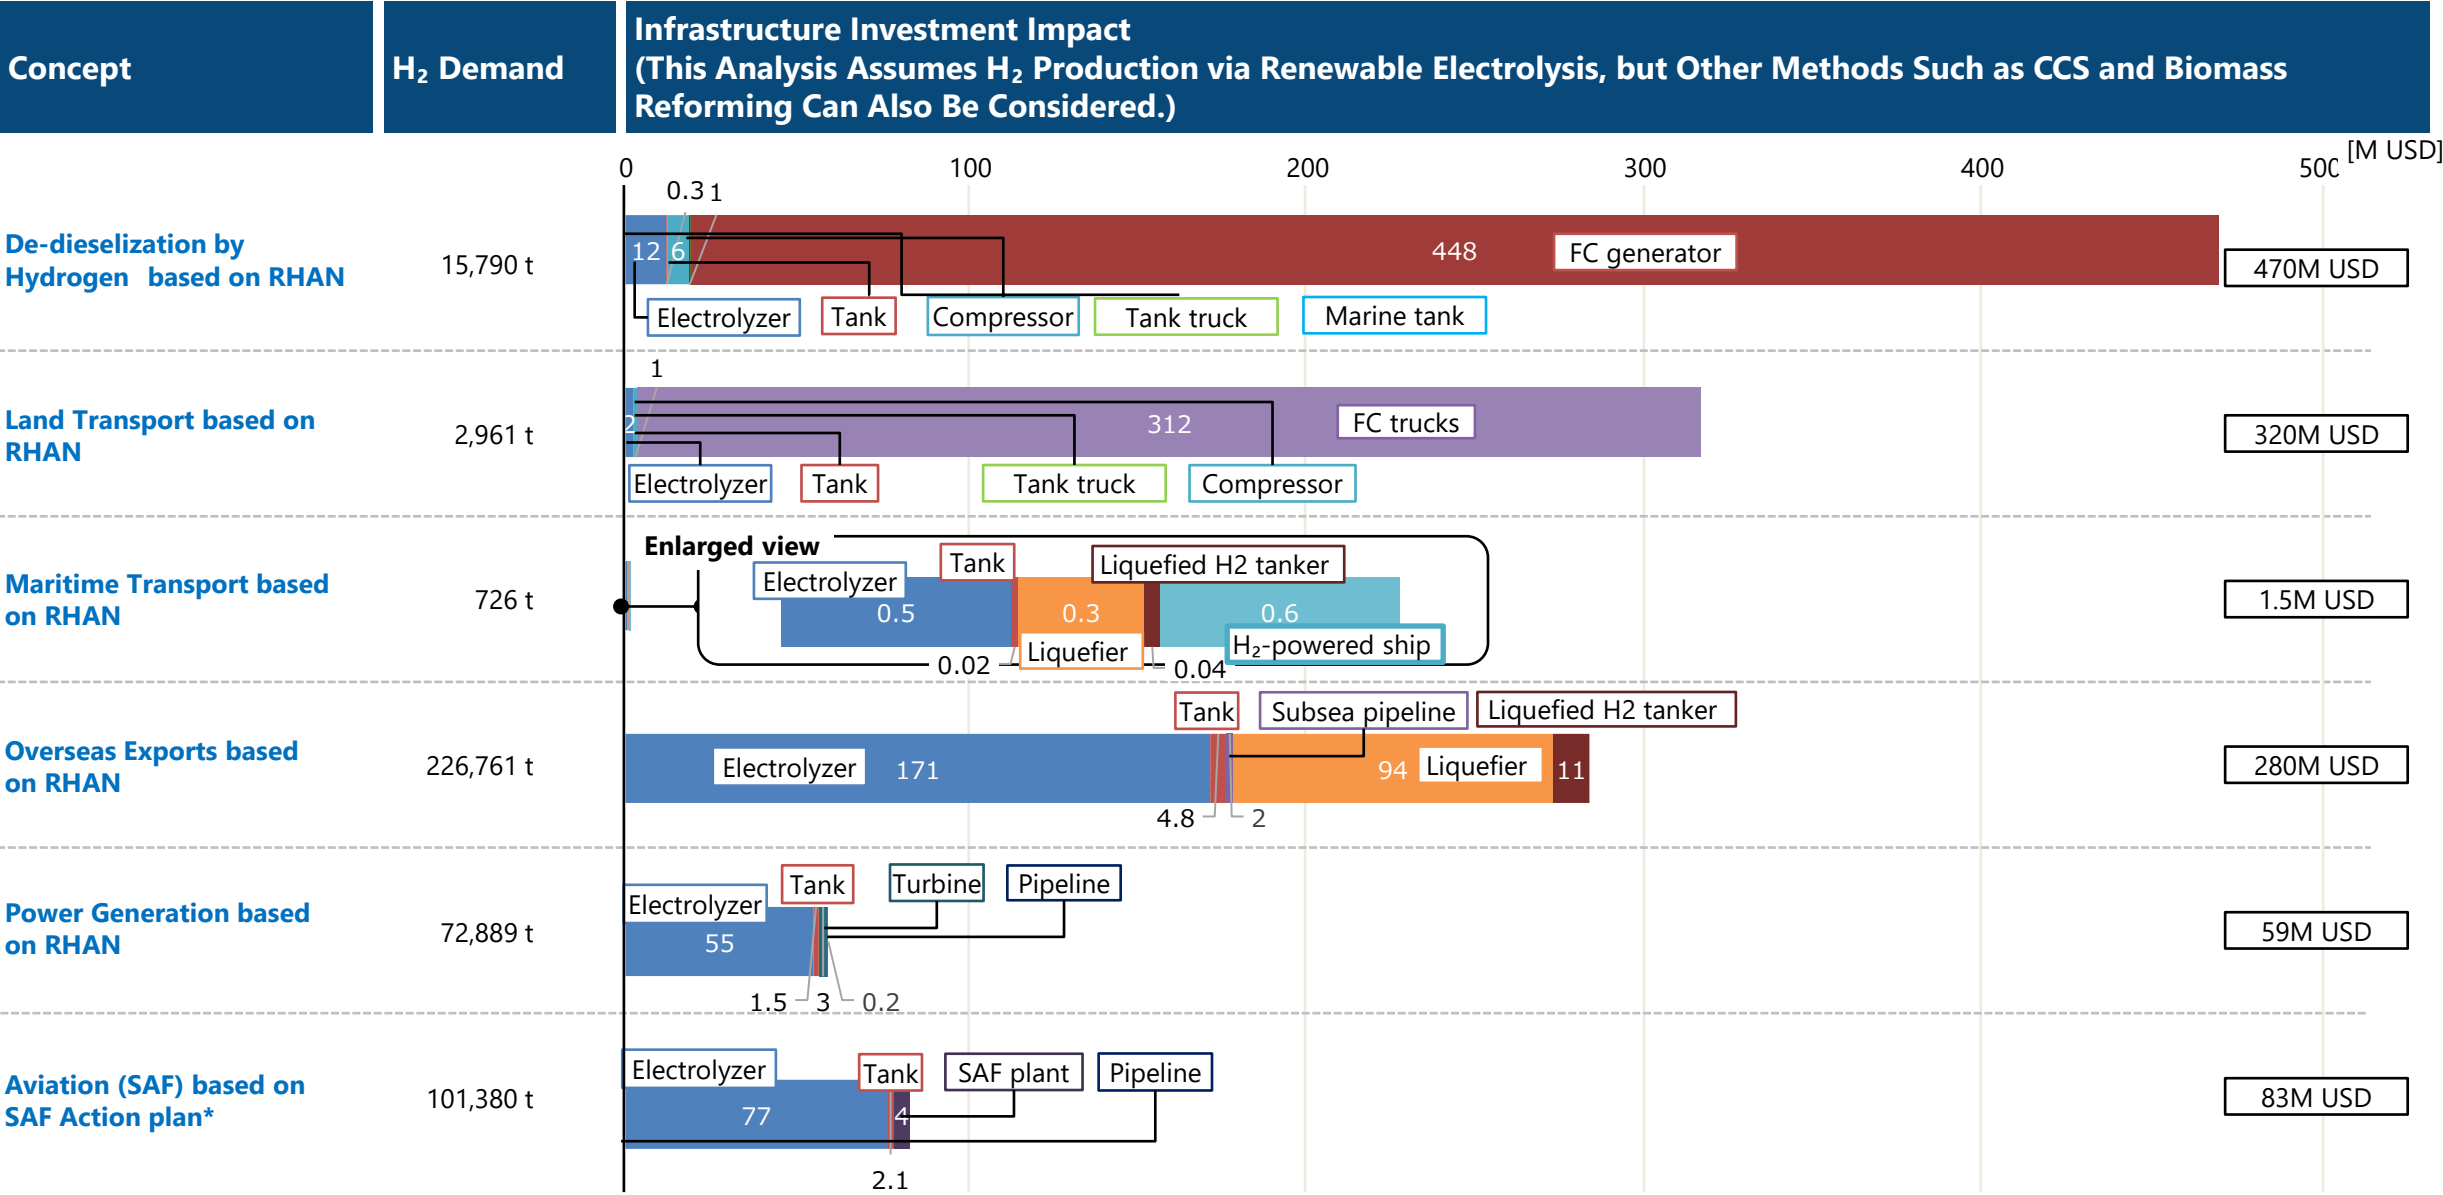 Concept
H₂ Demand
Infrastructure Investment Impact
(This Analysis Assumes H₂ Production via Renewable Electrolysis, but Other Methods Such as CCS and Biomass
Reforming Can Also Be Considered.)
0
100
200
300
400
500
[M USD]
De-dieselization by
Hydrogen based on RHAN
15,790 t
0.3
1
12
6
448
FC generator
470M USD
Electrolyzer
Tank
Compressor
Tank truck
Marine tank
Land Transport based on
RHAN
2,961 t
1
2
312
FC trucks
320M USD
Electrolyzer
Tank
Tank truck
Compressor
Maritime Transport based
on RHAN
726 t
Enlarged view
Electrolyzer
Tank
Liquefied H2 tanker
0.5
0.3
0.6
Liquefier
H₂-powered ship
0.02
0.04
1.5M USD
Overseas Exports based
on RHAN
226,761 t
Tank
Subsea pipeline
Liquefied H2 tanker
Electrolyzer
171
94
Liquefier
11
4.8
2
280M USD
Power Generation based
on RHAN
72,889 t
Electrolyzer
Tank
Turbine
Pipeline
55
1.5
3
0.2
59M USD
Aviation (SAF) based on
SAF Action plan*
101,380 t
Electrolyzer
Tank
SAF plant
Pipeline
77
4
2.1
83M USD